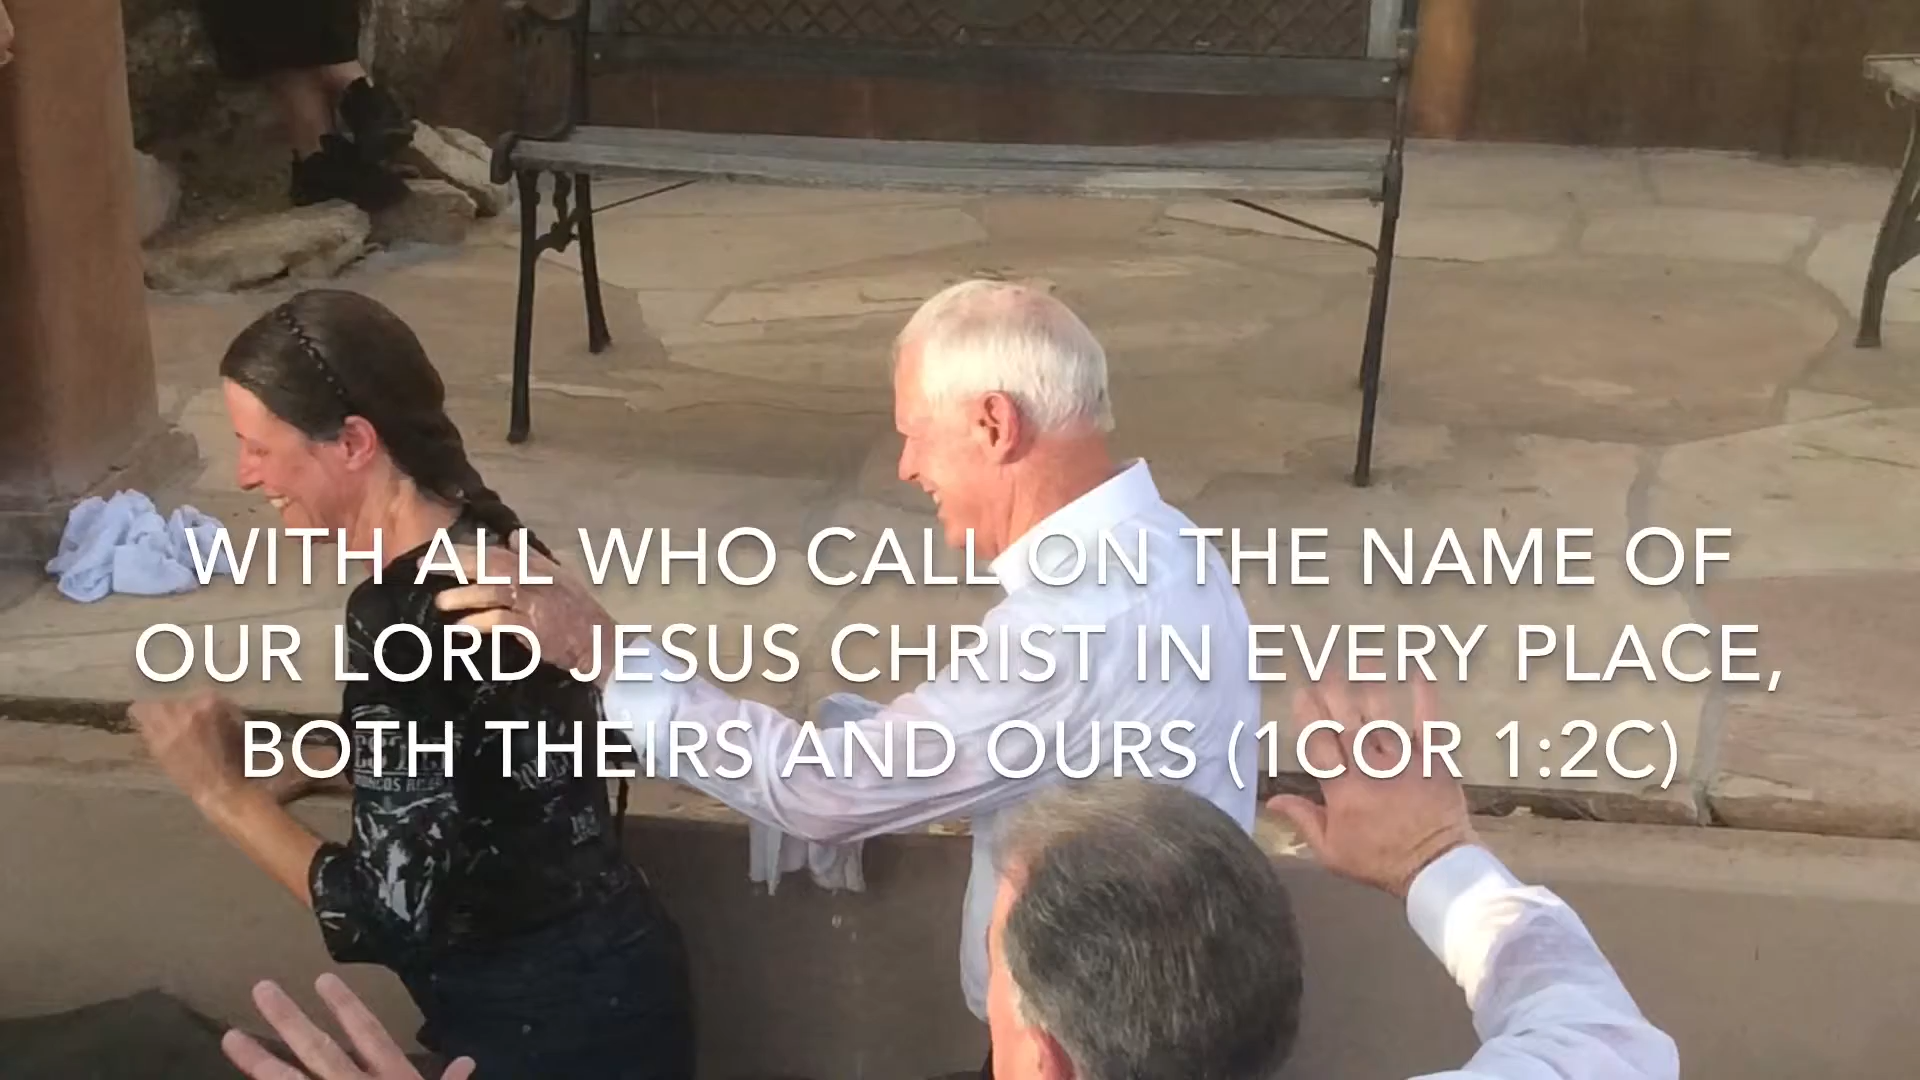 WITH ALL WHO CALL ON THE NAME OF
OUR LORD JESUS CHRIST IN EVERY PLACE,
BOTH THEIRS AND OURS (1COR 1:2C)